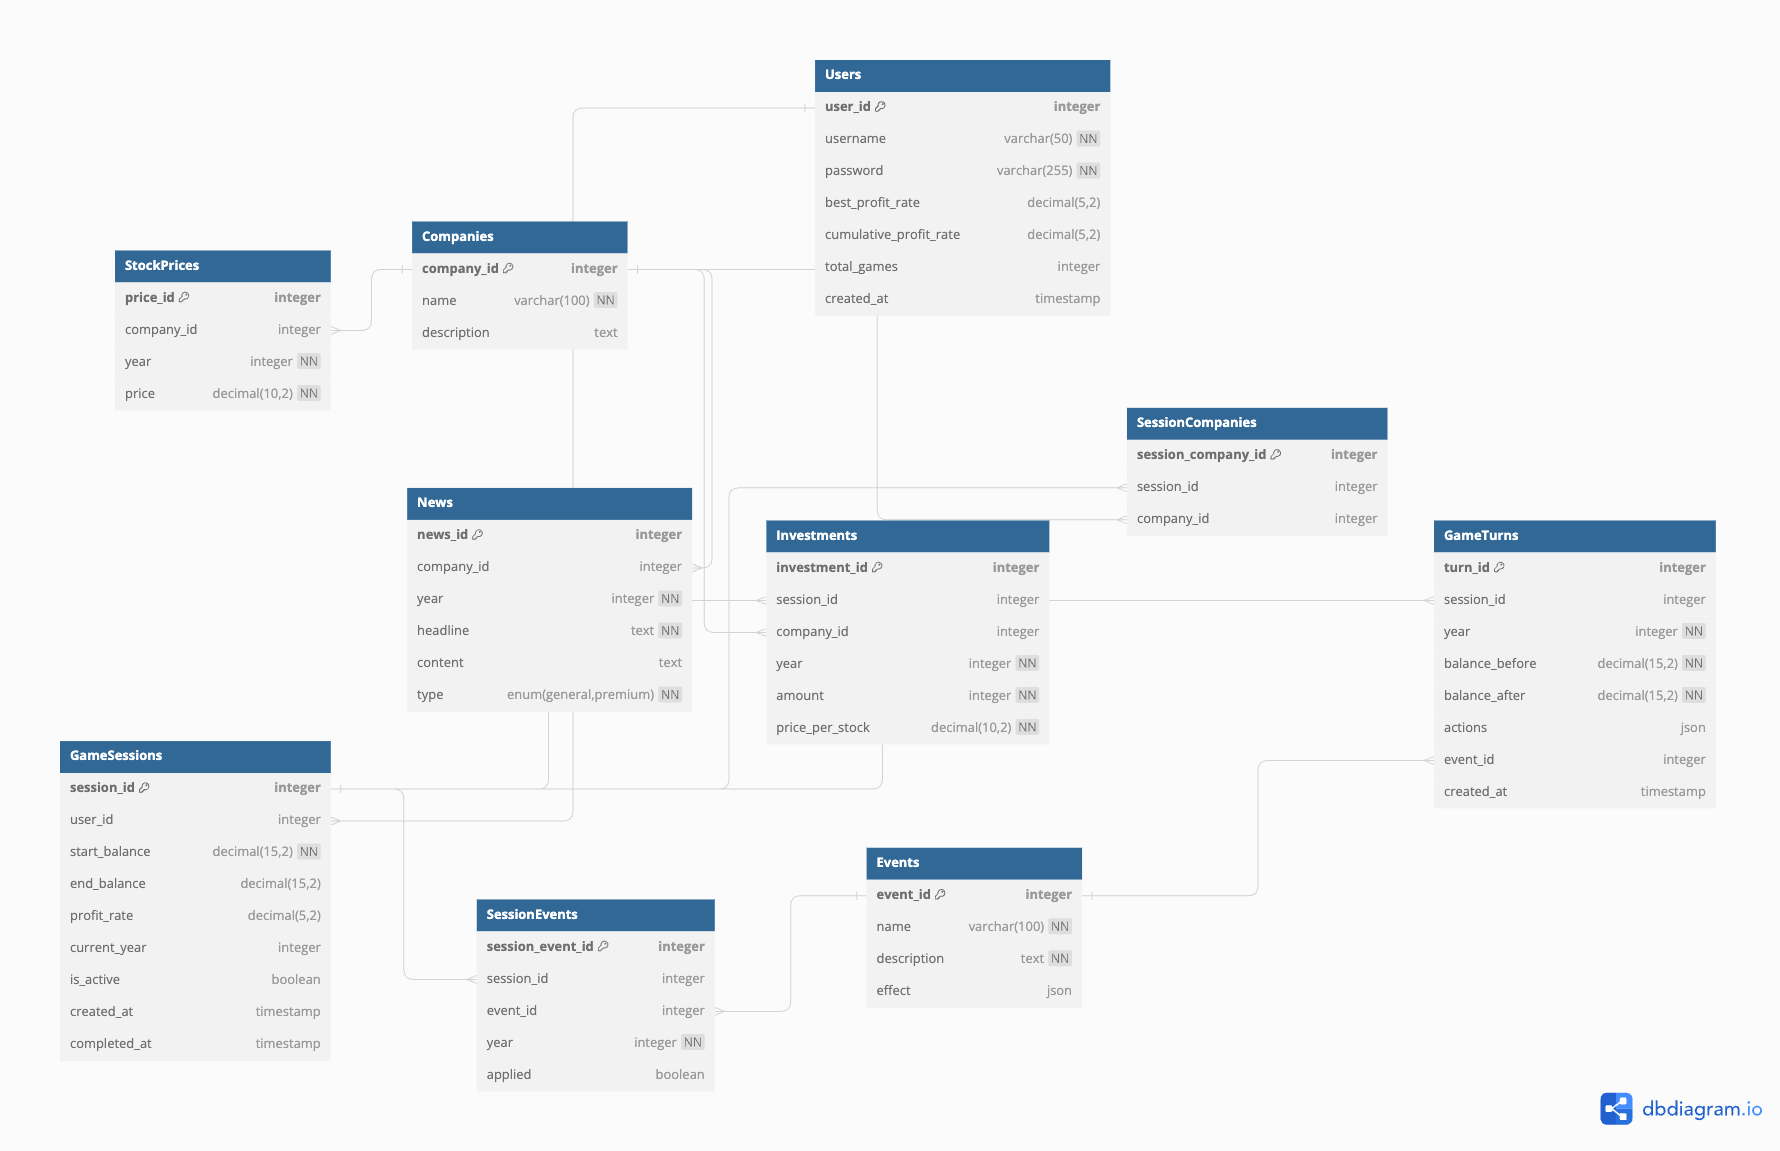 Users
user_id integer
username varchar(50) NN
password varchar(255) NN
best_profit_rate decimal(5,2)
cumulative_profit_rate decimal(5,2)
total_games integer
created_at timestamp
Companies
company_id integer
name varchar(100) NN
description text
StockPrices
price_id integer
company_id integer
year integer NN
price decimal(10,2) NN
SessionCompanies
session_company_id integer
session_id integer
company_id integer
News
news_id integer
company_id integer
year integer NN
headline text NN
content text
type enum(general,premium) NN
Investments
investment_id integer
session_id integer
company_id integer
year integer NN
amount integer NN
price_per_stock decimal(10,2) NN
GameTurns
turn_id integer
session_id integer
year integer NN
balance_before decimal(15,2) NN
balance_after decimal(15,2) NN
actions json
event_id integer
created_at timestamp
GameSessions
session_id integer
user_id integer
start_balance decimal(15,2) NN
end_balance decimal(15,2)
profit_rate decimal(5,2)
current_year integer
is_active boolean
created_at timestamp
completed_at timestamp
Events
event_id integer
name varchar(100) NN
description text NN
effect json
SessionEvents
session_event_id integer
session_id integer
event_id integer
year integer NN
applied boolean
dbdiagram.io